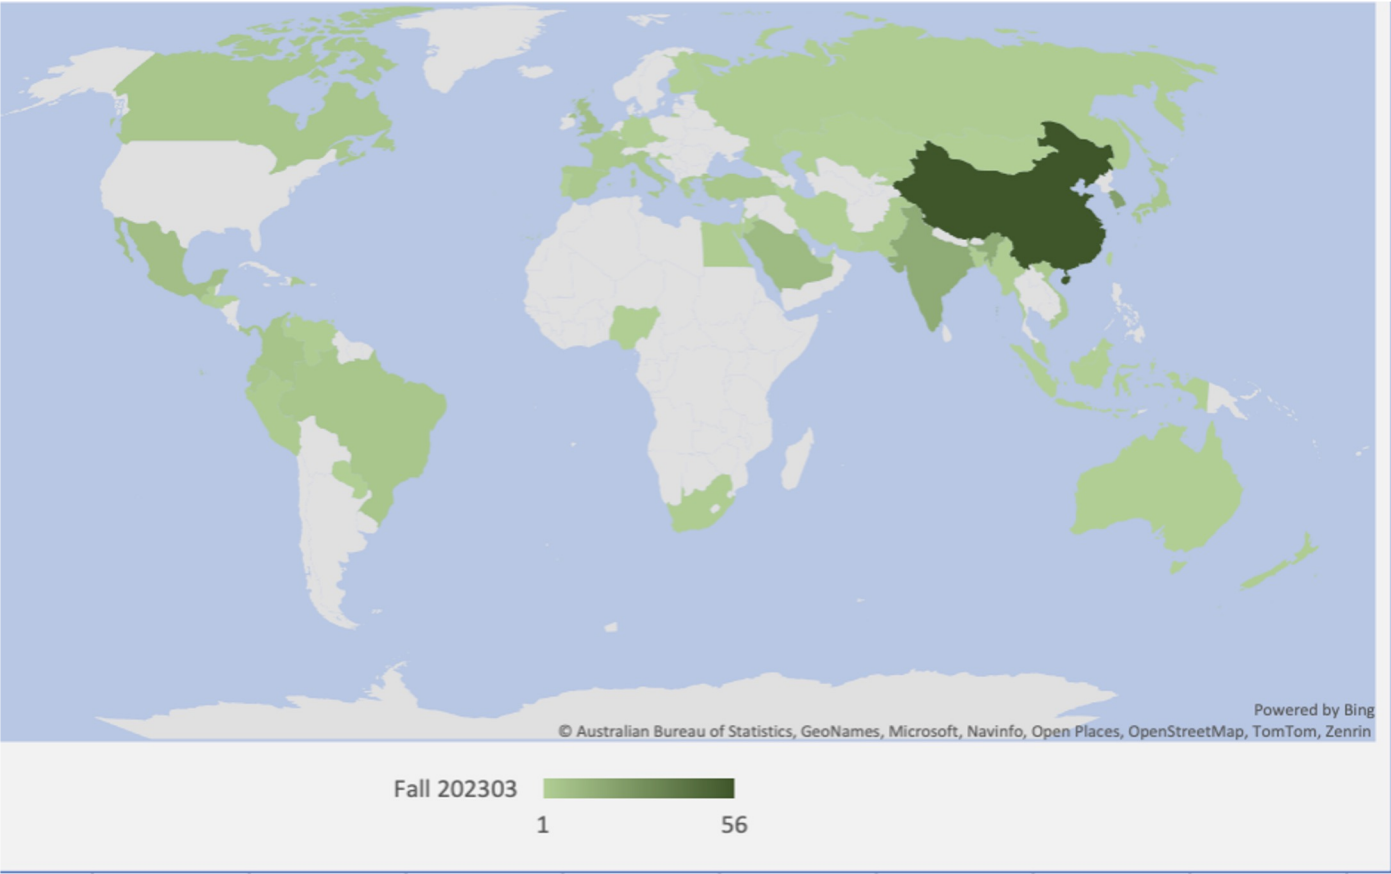 Powered by Bing
© Australian Bureau of Statistics, GeoNames, Microsoft, Navinfo, Open Places, OpenStreetMap, TomTom, Zenrin
Fall 202303
1 56